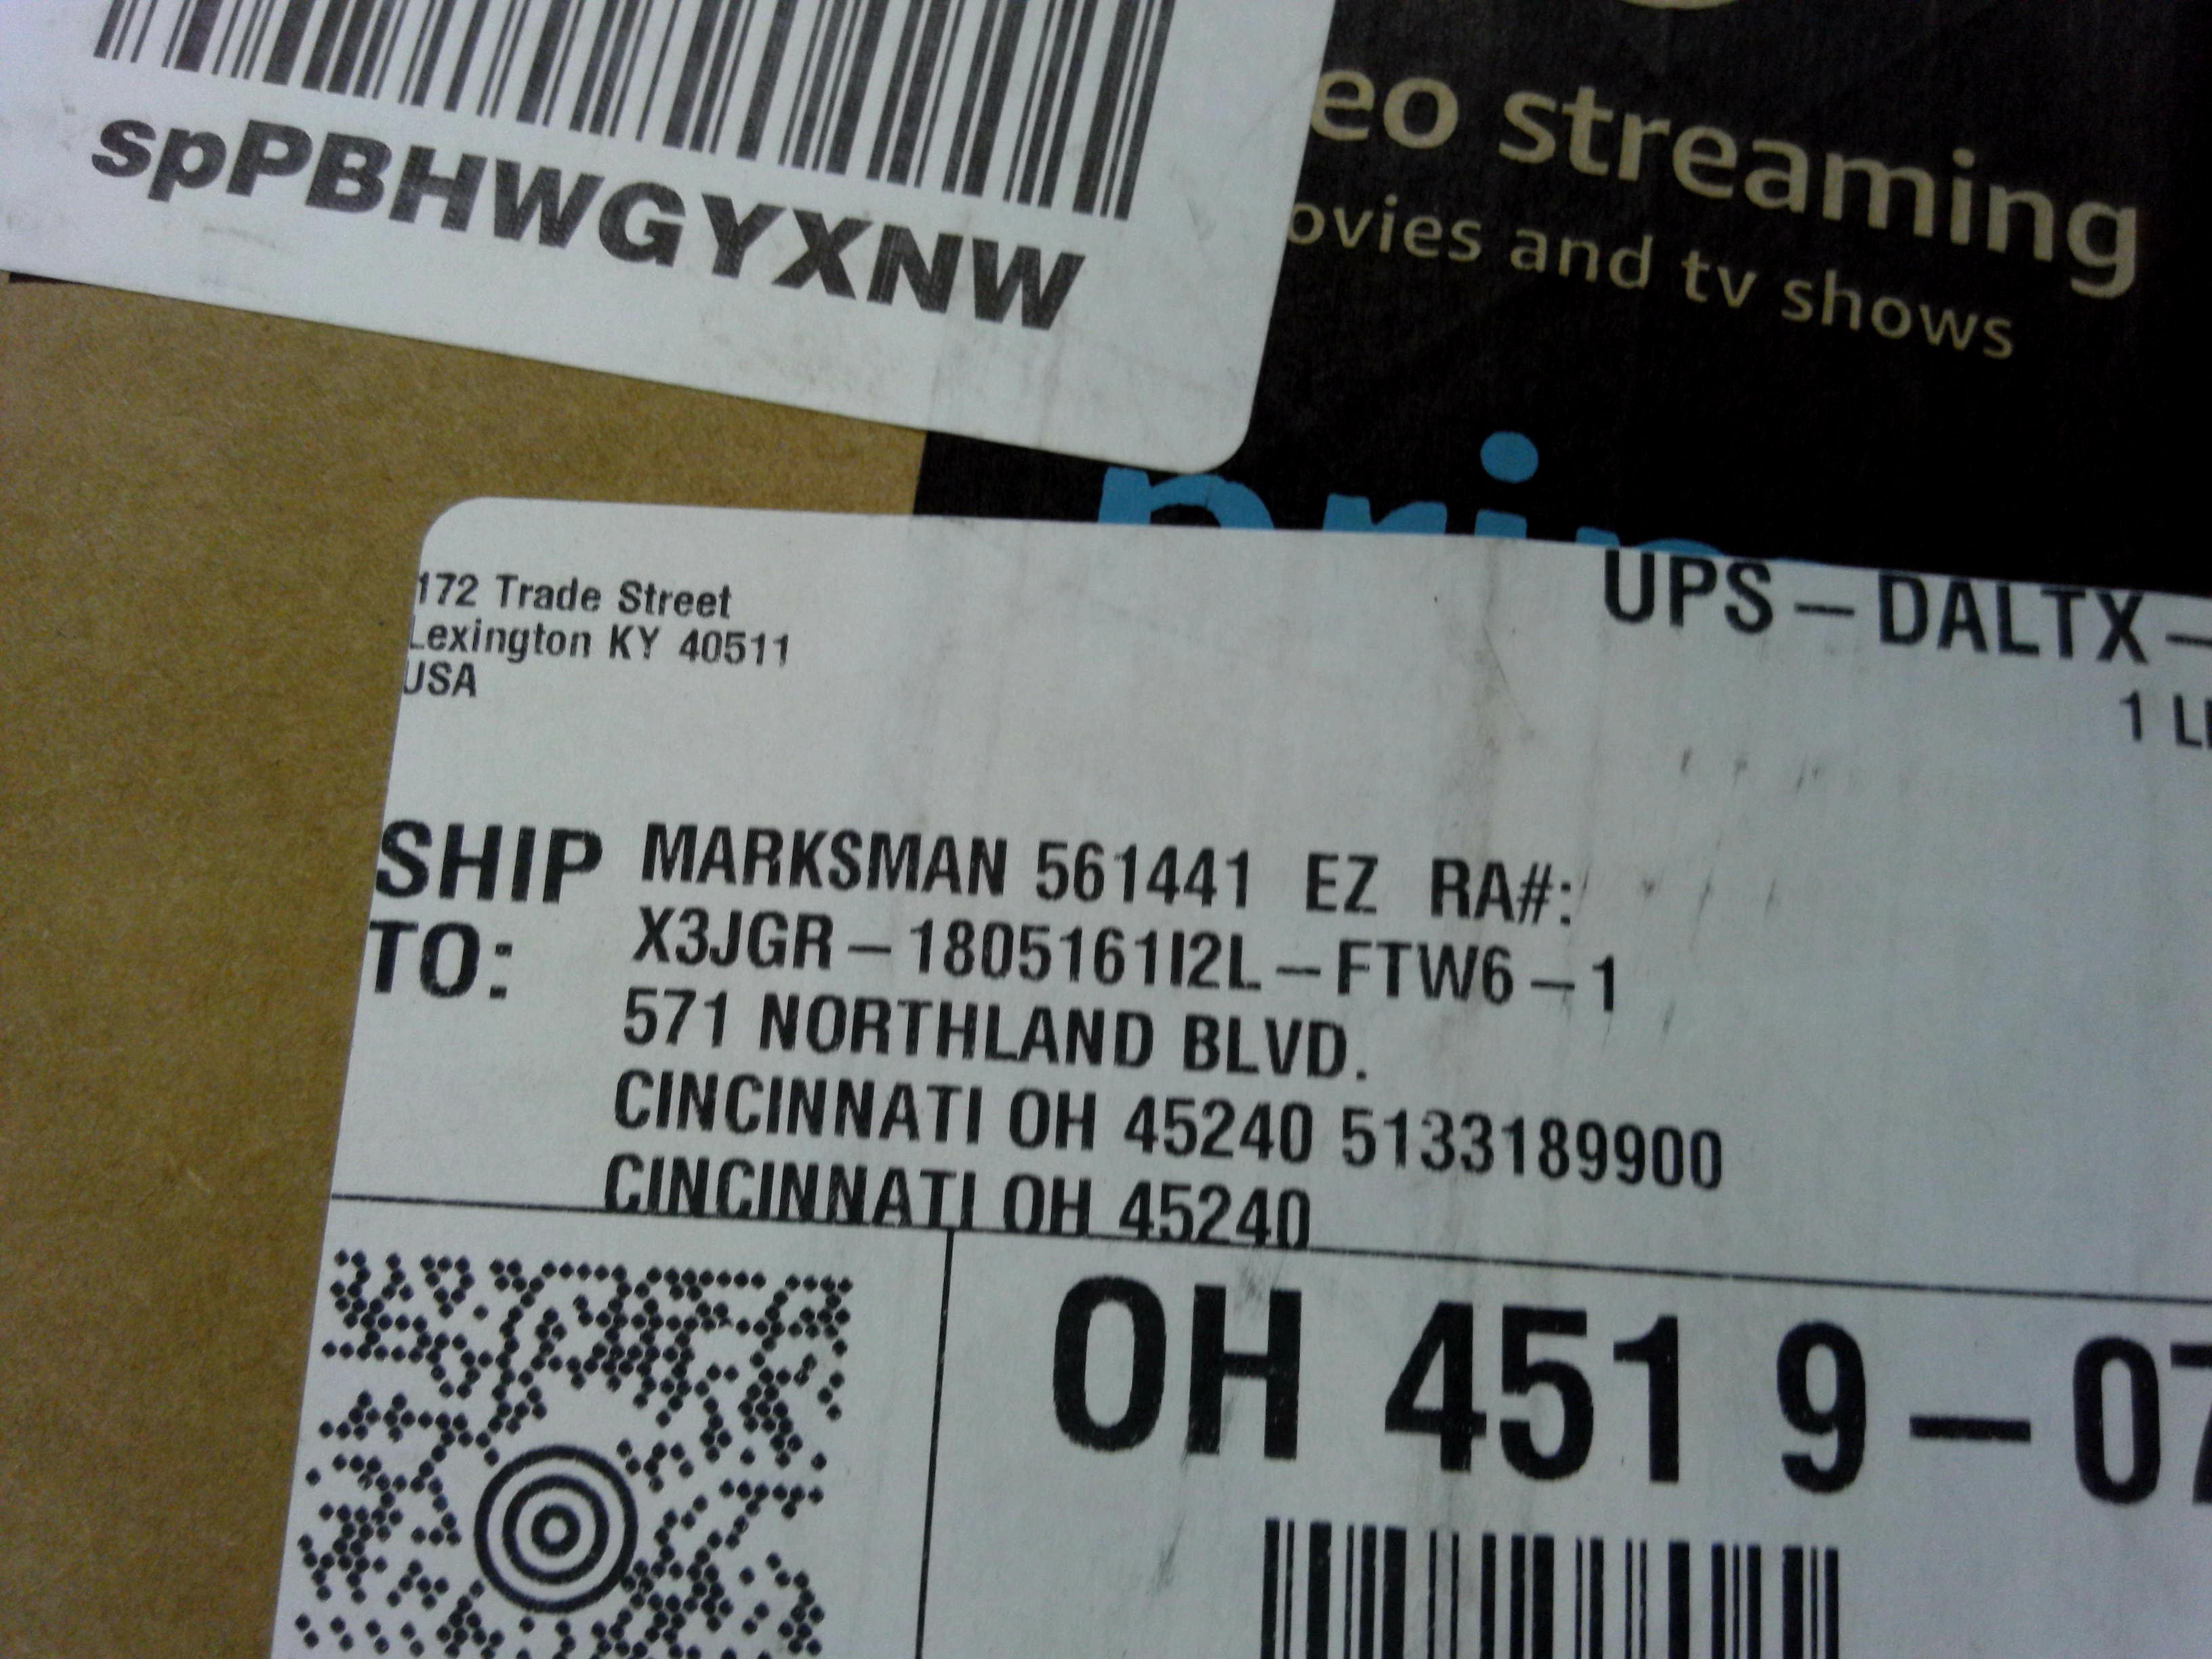 spPBHWGYXNW
eo streaming
ovies and tv shows
172 Trade Street
Lexington KY 40511
USA
UPS-DALTX-
1 L
SHIP TO:
MARKSMAN 561441 EZ RA#:
X3JGR-1805161I2L-FTW6-1
571 NORTHLAND BLVD.
CINCINNATI OH 45240 5133189900
CINCINNATI OH 45240
OH 451 9-07